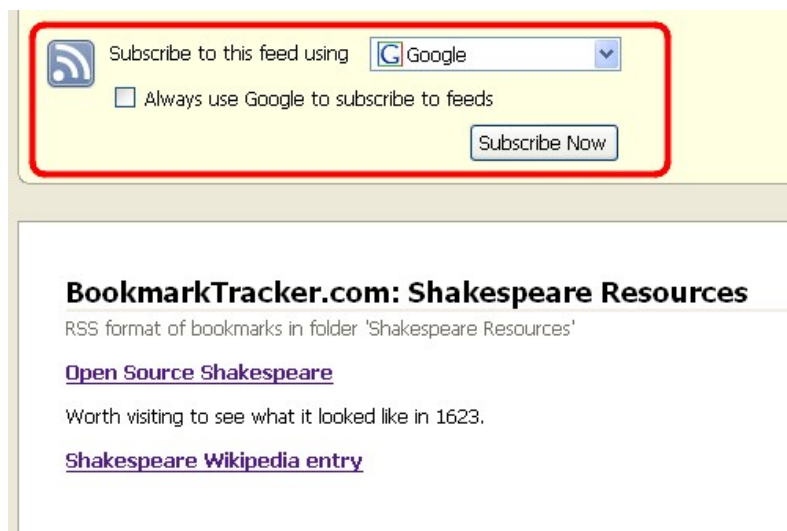 Subscribe to this feed using Google
Always use Google to subscribe to feeds
Subscribe Now
BookmarkTracker.com: Shakespeare Resources
RSS format of bookmarks in folder 'Shakespeare Resources'
Open Source Shakespeare
Worth visiting to see what it looked like in 1623.
Shakespeare Wikipedia entry